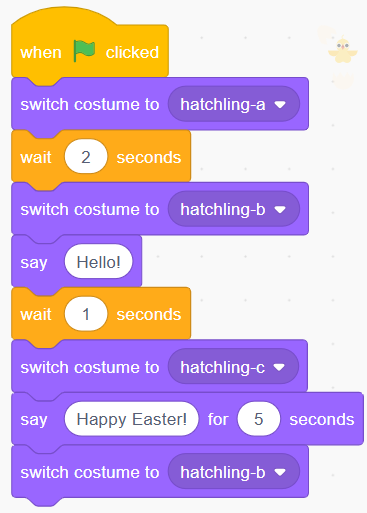 when clicked
switch costume to hatchling-a
wait 2 seconds
switch costume to hatchling-b
say Hello!
wait 1 seconds
switch costume to hatchling-c
say Happy Easter! for 5 seconds
switch costume to hatchling-b